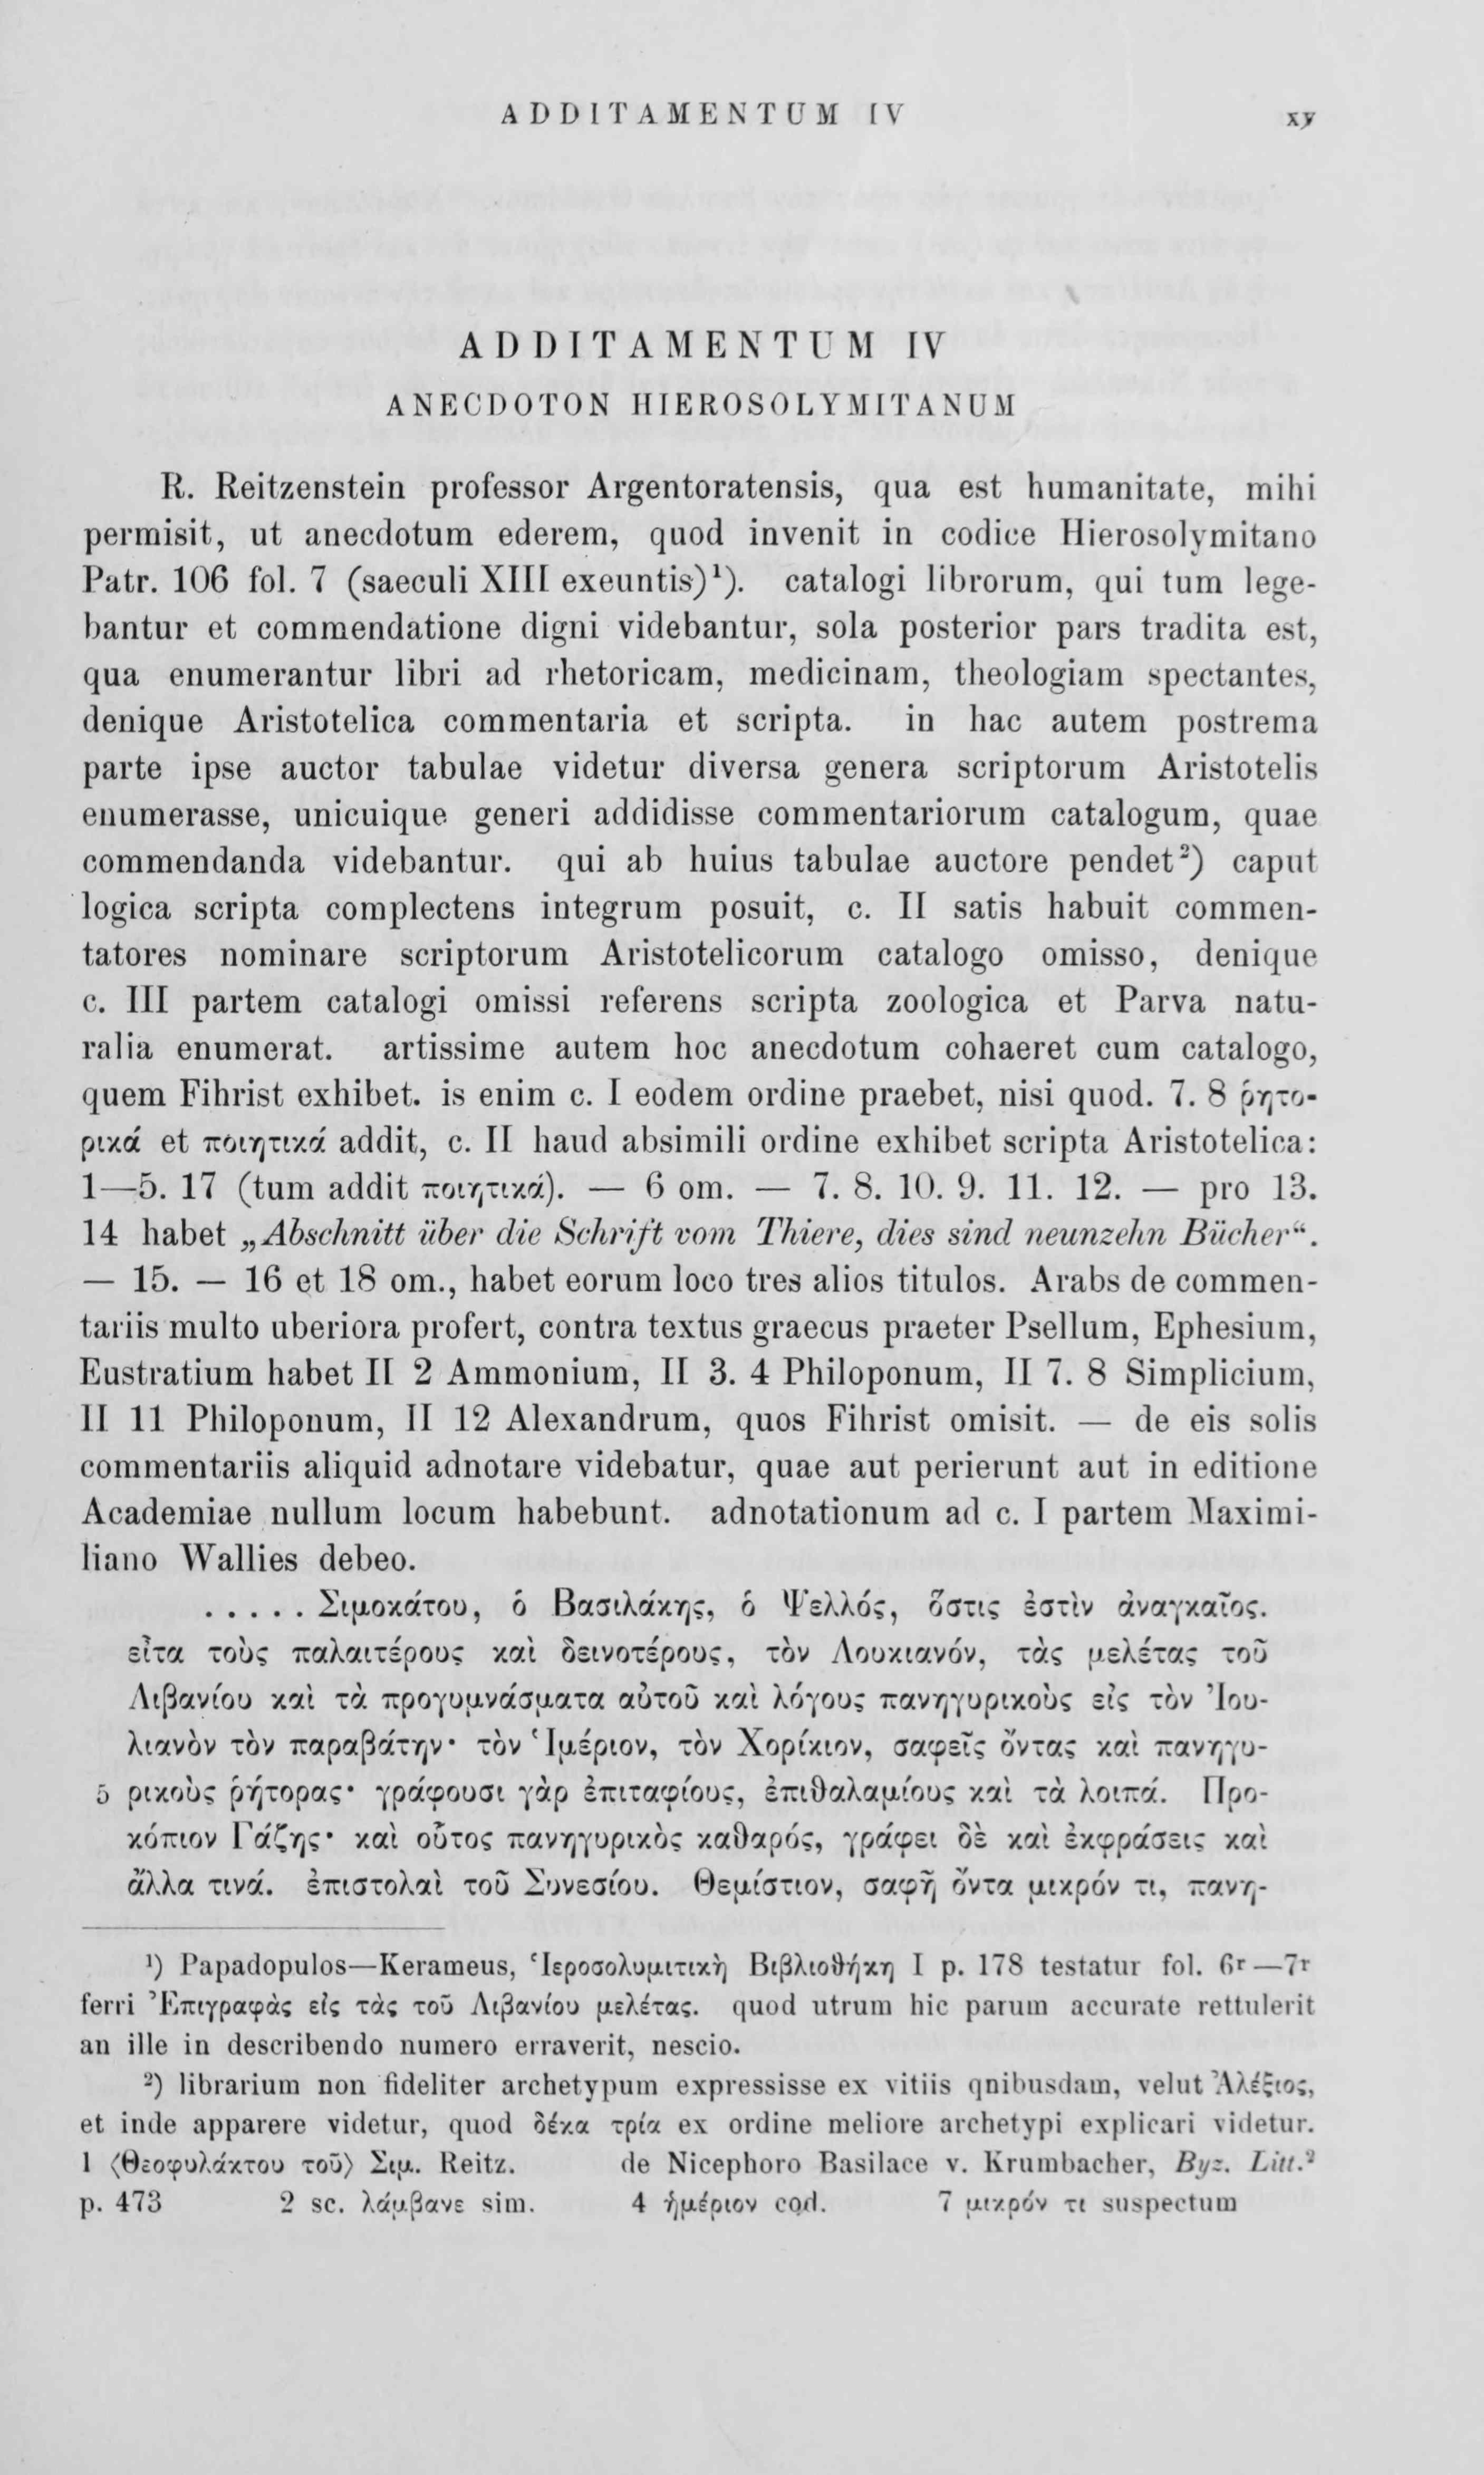 ADDITAMENTUM IV xv
ADDITAMENTUM IV
ANECDOTON HIEROSOLYMITANUM
R. Reitzenstein professor Argentoratensis, qua est humanitate, mihi
permisit, ut anecdotum ederem, quod invenit in codice Hierosolymitano
Patr. 106 fol. 7 (saeculi XIII exeuntis)¹). catalogi librorum, qui tum lege-
bantur et commendatione digni videbantur, sola posterior pars tradita est,
qua enumerantur libri ad rhetoricam, medicinam, theologiam spectantes,
denique Aristotelica commentaria et scripta. in hac autem postrema
parte ipse auctor tabulae videtur diversa genera scriptorum Aristotelis
enumerasse, unicuique generi addidisse commentariorum catalogum, quae
commendanda videbantur. qui ab huius tabulae auctore pendet²) caput
logica scripta complectens integrum posuit, c. II satis habuit commen-
tatores nominare scriptorum Aristotelicorum catalogo omisso, denique
c. III partem catalogi omissi referens scripta zoologica et Parva natu-
ralia enumerat. artissime autem hoc anecdotum cohaeret cum catalogo,
quem Fihrist exhibet. is enim c. I eodem ordine praebet, nisi quod. 7. 8 ῥητο-
ρικά et ποιητικά addit, c. II haud absimili ordine exhibet scripta Aristotelica:
1—5. 17 (tum addit ποιητικά). — 6 om. — 7. 8. 10. 9. 11. 12. — pro 13.
14 habet „Abschnitt über die Schrift vom Thiere, dies sind neunzehn Bücher“.
— 15. — 16 et 18 om., habet eorum loco tres alios titulos. Arabs de commen-
tariis multo uberiora profert, contra textus graecus praeter Psellum, Ephesium,
Eustratium habet II 2 Ammonium, II 3. 4 Philoponum, II 7. 8 Simplicium,
II 11 Philoponum, II 12 Alexandrum, quos Fihrist omisit. — de eis solis
commentariis aliquid adnotare videbatur, quae aut perierunt aut in editione
Academiae nullum locum habebunt. adnotationum ad c. I partem Maximi-
liano Wallies debeo.
..... Σιμοκάτου, ὁ Βασιλάκης, ὁ Ψελλός, ὅστις ἐστὶν ἀναγκαῖος.
εἶτα τοὺς παλαιτέρους καὶ δεινοτέρους, τὸν Λουκιανόν, τὰς μελέτας τοῦ
Λιβανίου καὶ τὰ προγυμνάσματα αὐτοῦ καὶ λόγους πανηγυρικοὺς εἰς τὸν Ἰου-
λιανὸν τὸν παραβάτην· τὸν Ἱμέριον, τὸν Χορίκιον, σαφεῖς ὄντας καὶ πανηγυ-
5 ρικοὺς ῥήτορας· γράφουσι γὰρ ἐπιταφίους, ἐπιθαλαμίους καὶ τὰ λοιπά. Προ-
κόπιον Γάζης· καὶ οὗτος πανηγυρικὸς καθαρός, γράφει δὲ καὶ ἐκφράσεις καὶ
ἄλλα τινά. ἐπιστολαὶ τοῦ Συνεσίου. Θεμίστιον, σαφῆ ὄντα μικρόν τι, πανη-
¹) Papadopulos—Kerameus, Ἱεροσολυμιτικὴ Βιβλιοθήκη I p. 178 testatur fol. 6r—7r
ferri Ἐπιγραφὰς εἰς τὰς τοῦ Λιβανίου μελέτας. quod utrum hic parum accurate rettulerit
an ille in describendo numero erraverit, nescio.
²) librarium non fideliter archetypum expressisse ex vitiis qnibusdam, velut Ἀλέξιος,
et inde apparere videtur, quod δέκα τρία ex ordine meliore archetypi explicari videtur.
1 ⟨Θεοφυλάκτου τοῦ⟩ Σιμ. Reitz. de Nicephoro Basilace v. Krumbacher, Byz. Litt.²
p. 473 2 sc. λάμβανε sim. 4 ἡμέριον cod. 7 μικρόν τι suspectum